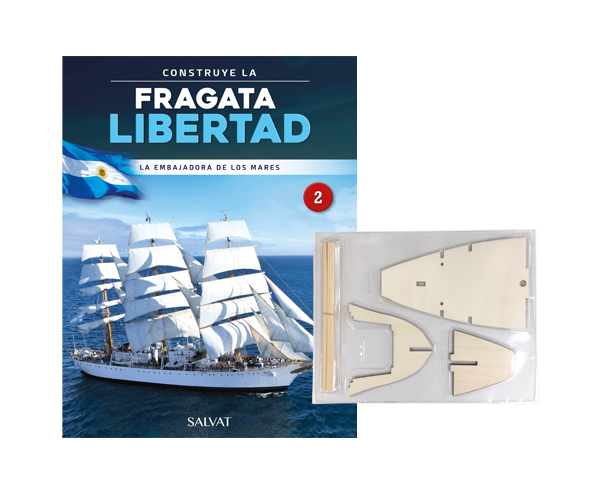 CONSTRUYE LA
FRAGATA
LIBERTAD
LA EMBAJADORA DE LOS MARES
2
SALVAT